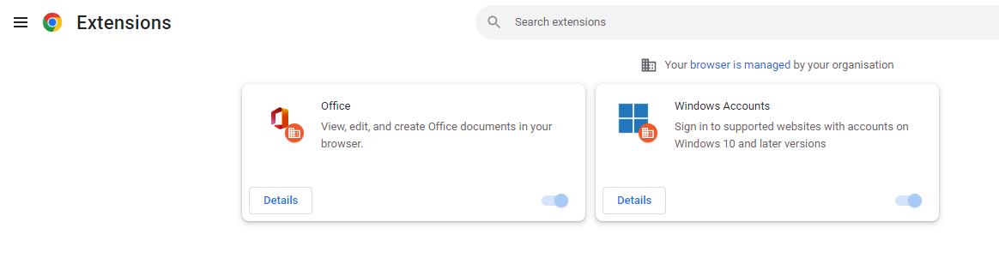 Extensions
Search extensions
Your browser is managed by your organisation
Office
View, edit, and create Office documents in your
browser.
Details
Windows Accounts
Sign in to supported websites with accounts on
Windows 10 and later versions
Details